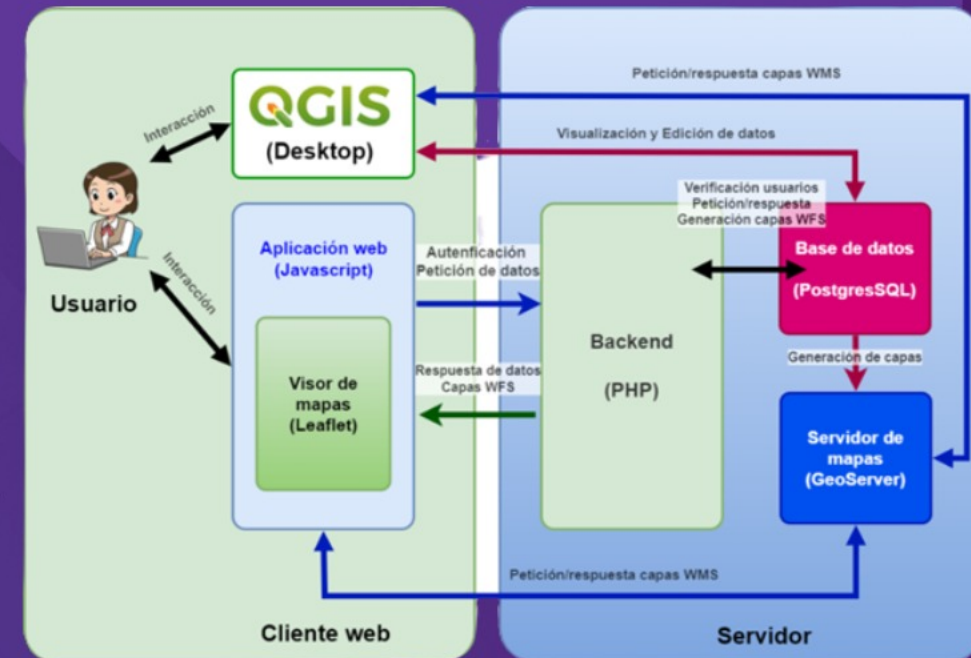 Petición/respuesta capas WMS
QGIS
(Desktop)
Interacción
Visualización y Edición de datos
Verificación usuarios
Petición/respuesta
Generación capas WFS
Usuario
Interacción
Aplicación web
(Javascript)
Autenficación
Petición de datos
Base de datos
(PostgresSQL)
Visor de
mapas
(Leaflet)
Respuesta de datos
Capas WFS
Backend
(PHP)
Generación de capas
Servidor de
mapas
(GeoServer)
Petición/respuesta capas WMS
Cliente web
Servidor